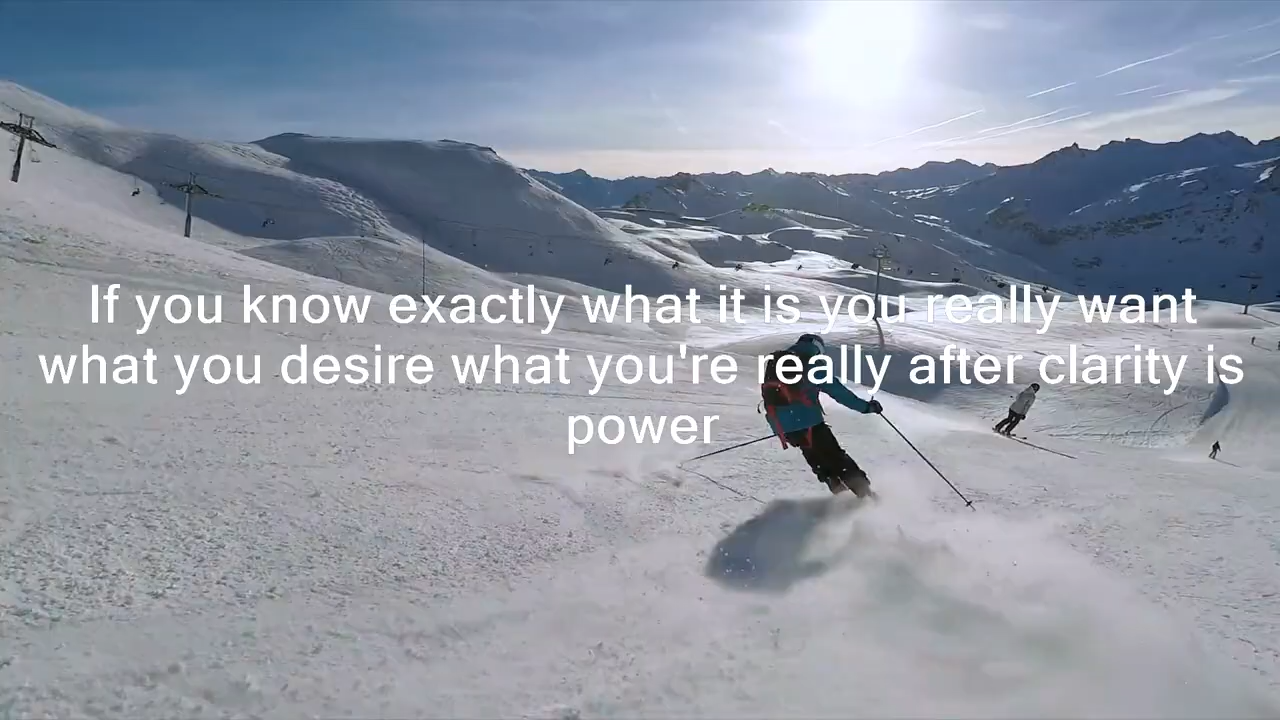 If you know exactly what it is you really want
what you desire what you're really after clarity is
power